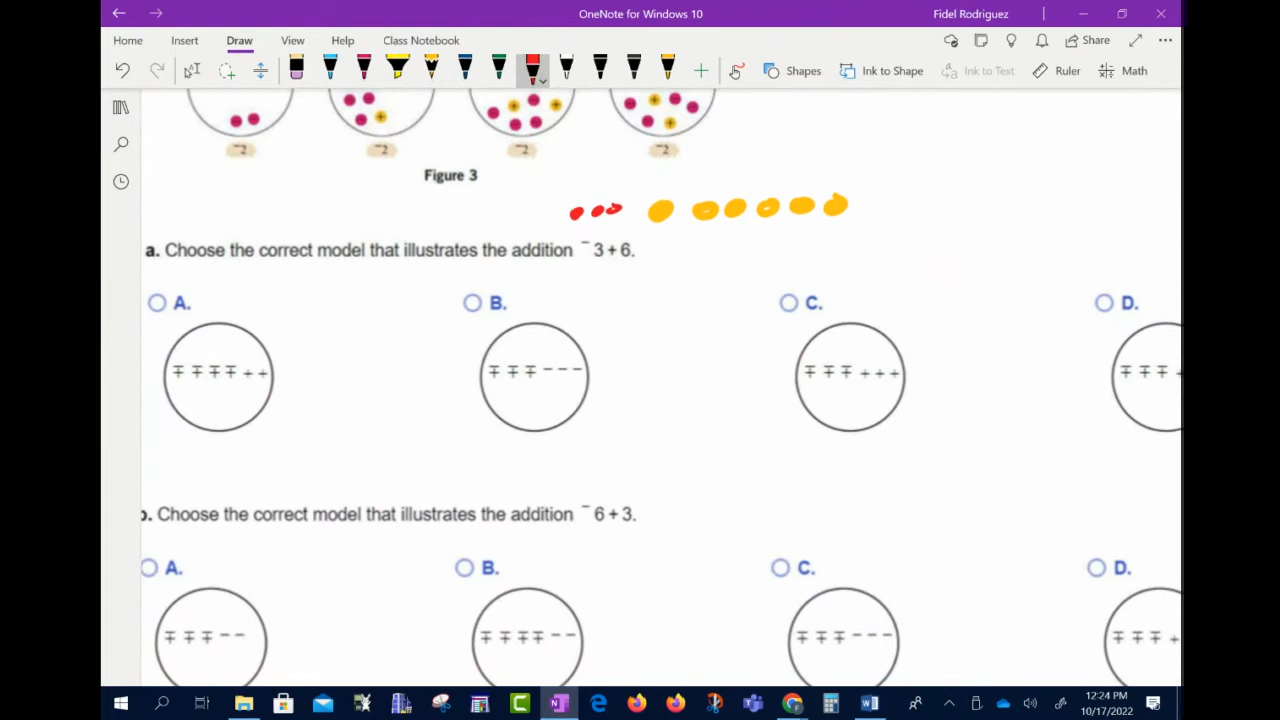 OneNote for Windows 10
Fidel Rodriguez
Home Insert Draw View Help Class Notebook
Share
Shapes
Ink to Shape
Ink to Text
Ruler
Math
⁻2 ⁻2 ⁻2 ⁻2
Figure 3
a. Choose the correct model that illustrates the addition ⁻3 + 6.
A. B. C. D.
∓ ∓ ∓ ∓ + +
∓ ∓ ∓ − − −
∓ ∓ ∓ + + +
∓ ∓ ∓ +
b. Choose the correct model that illustrates the addition ⁻6 + 3.
A. B. C. D.
∓ ∓ ∓ − −
∓ ∓ ∓ ∓ − −
∓ ∓ ∓ − − −
∓ ∓ ∓ +
12:24 PM
10/17/2022